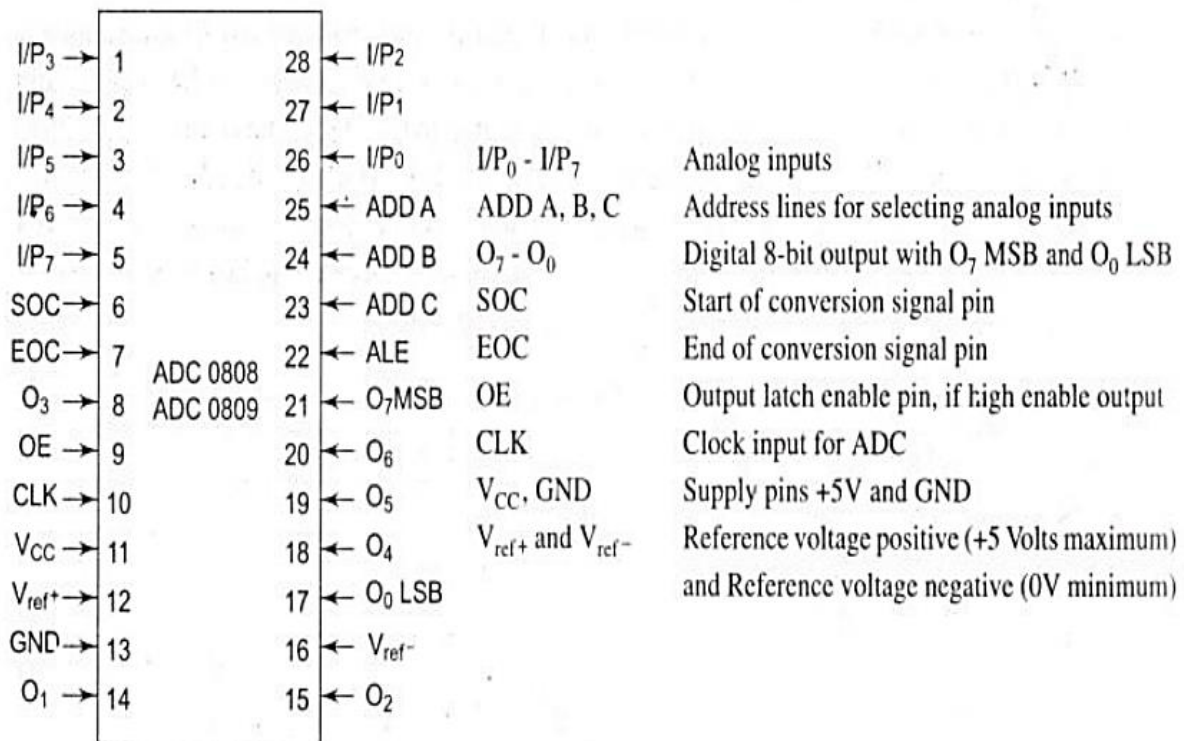 I/P3 → 1 28 ← I/P2
I/P4 → 2 27 ← I/P1
I/P5 → 3 26 ← I/P0 I/P0 - I/P7 Analog inputs
I/P6 → 4 25 ← ADD A ADD A, B, C Address lines for selecting analog inputs
I/P7 → 5 24 ← ADD B O7 - O0 Digital 8-bit output with O7 MSB and O0 LSB
SOC → 6 23 ← ADD C SOC Start of conversion signal pin
EOC → 7 22 ← ALE EOC End of conversion signal pin
ADC 0808
O3 → 8 21 ← O7MSB OE Output latch enable pin, if high enable output
ADC 0809
OE → 9 20 ← O6 CLK Clock input for ADC
CLK → 10 19 ← O5 VCC, GND Supply pins +5V and GND
VCC → 11 18 ← O4 Vref+ and Vref- Reference voltage positive (+5 Volts maximum)
Vref+ → 12 17 ← O0 LSB and Reference voltage negative (0V minimum)
GND → 13 16 ← Vref-
O1 → 14 15 ← O2